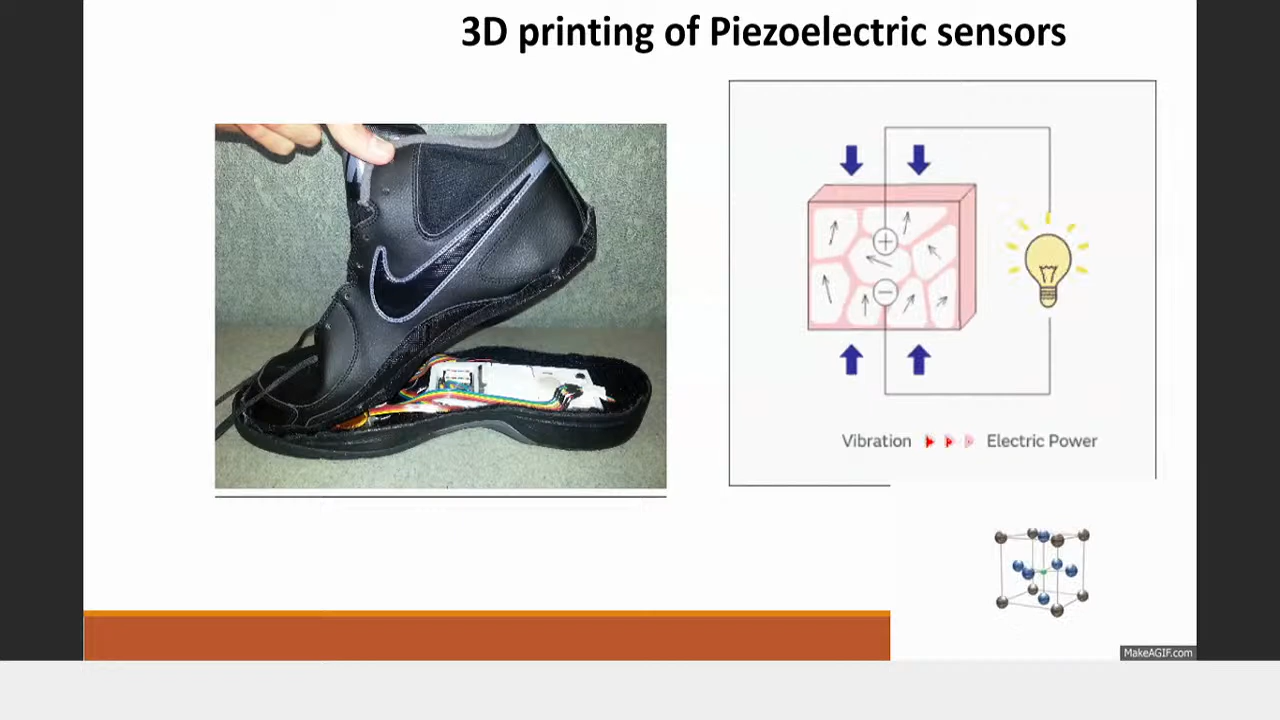 3D printing of Piezoelectric sensors
+
−
Vibration Electric Power
MakeAGIF.com